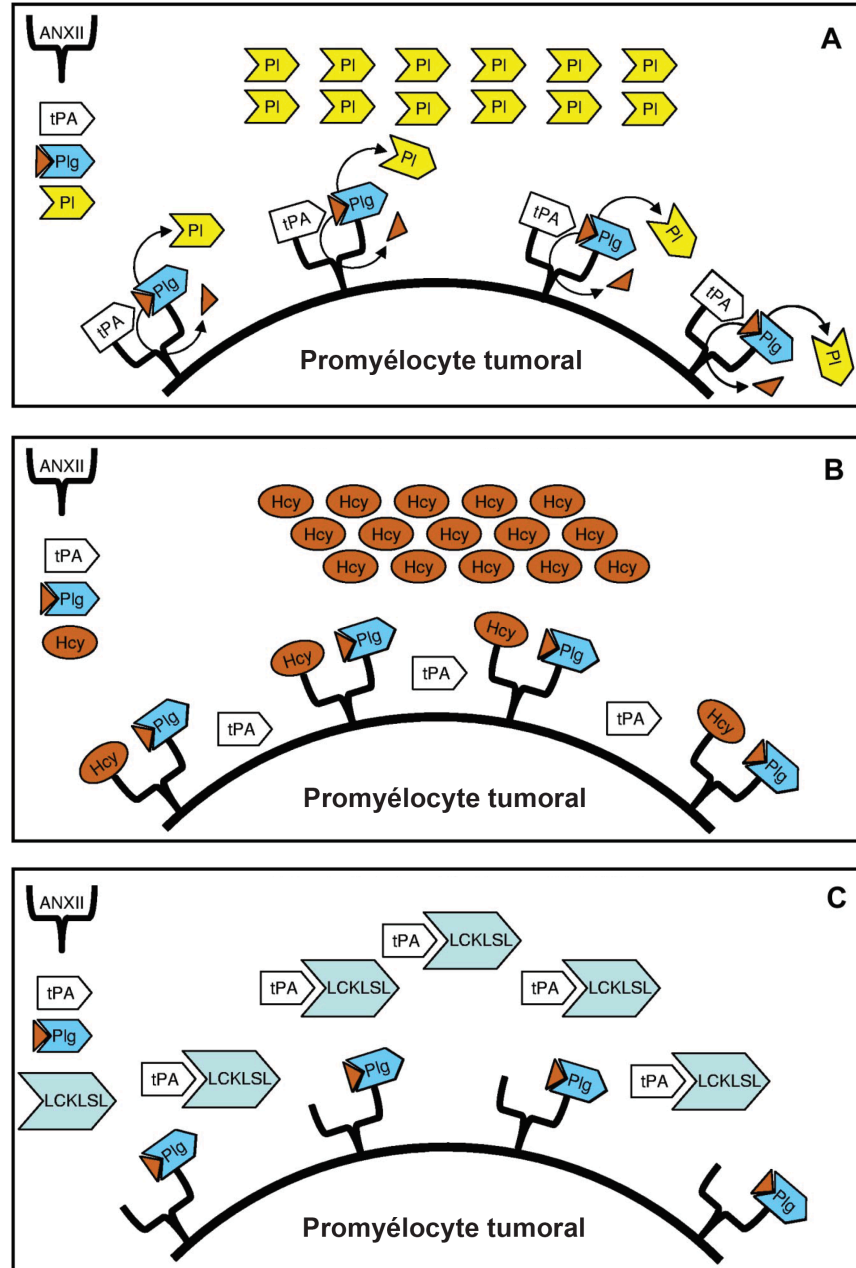 ANXII
A
tPA
Plg
Pl
Pl Pl Pl Pl Pl Pl
Pl Pl Pl Pl Pl Pl
tPA Plg Pl
tPA Plg Pl
tPA Plg Pl
tPA Plg Pl
Promyélocyte tumoral
ANXII
B
tPA
Plg
Hcy
Hcy Hcy Hcy Hcy Hcy
Hcy Hcy Hcy Hcy Hcy
Hcy Hcy Hcy Hcy Hcy
Hcy Plg
tPA
Hcy Plg
tPA
Hcy Plg
tPA
Hcy Plg
Promyélocyte tumoral
ANXII
C
tPA
Plg
LCKLSL
tPA LCKLSL
tPA LCKLSL
tPA LCKLSL
tPA LCKLSL
tPA LCKLSL
Plg
Plg
Plg
Plg
Promyélocyte tumoral